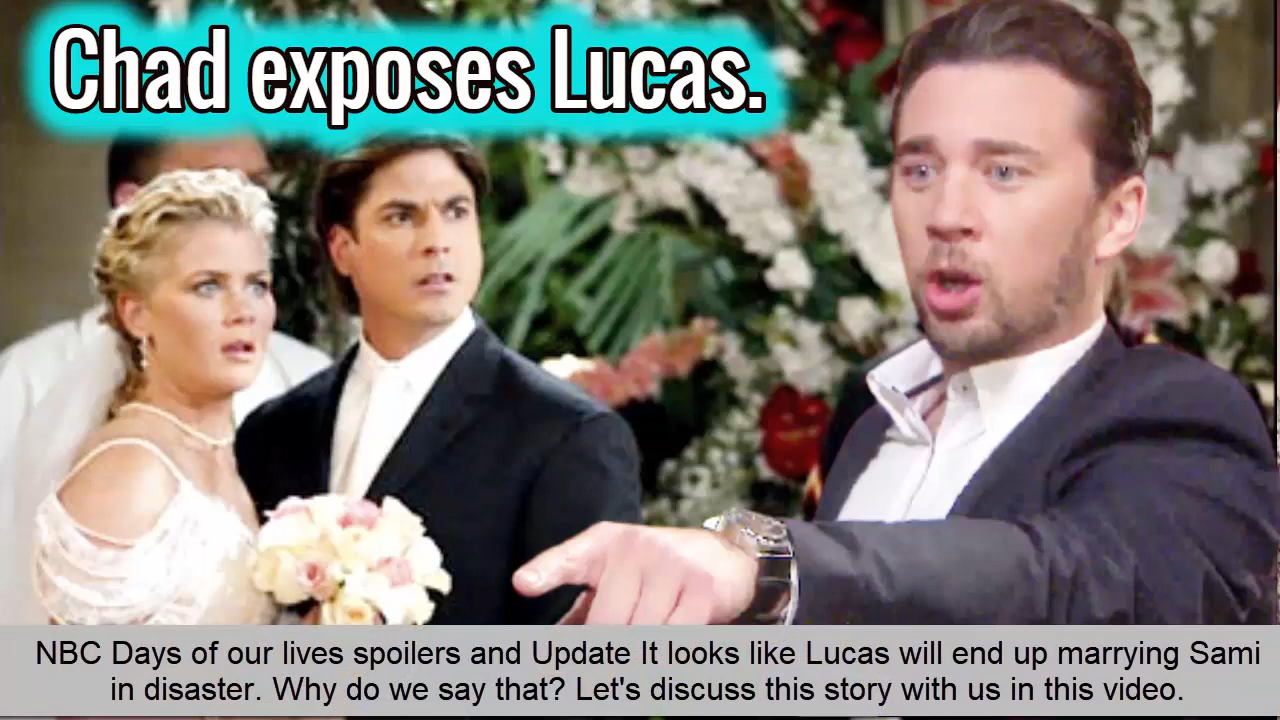 Chad exposes Lucas.
NBC Days of our lives spoilers and Update It looks like Lucas will end up marrying Sami
in disaster. Why do we say that? Let's discuss this story with us in this video.